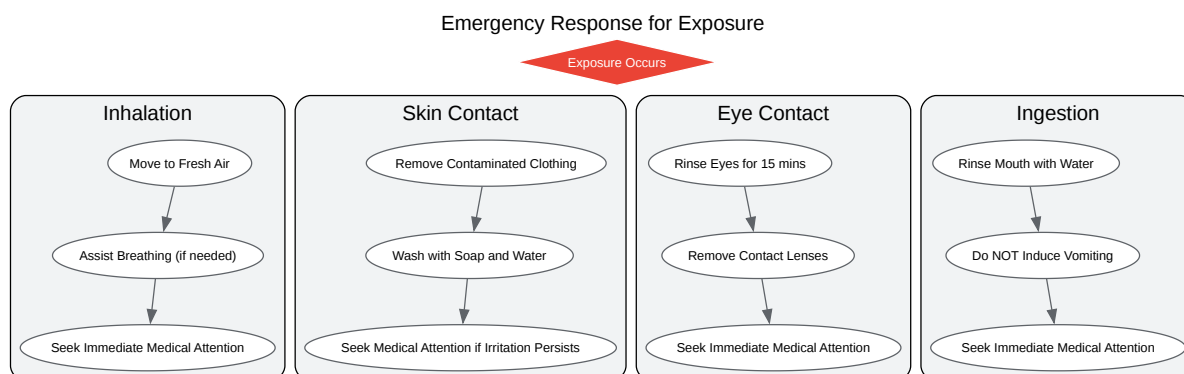 Emergency Response for Exposure
Exposure Occurs
Inhalation
Move to Fresh Air
Assist Breathing (if needed)
Seek Immediate Medical Attention
Skin Contact
Remove Contaminated Clothing
Wash with Soap and Water
Seek Medical Attention if Irritation Persists
Eye Contact
Rinse Eyes for 15 mins
Remove Contact Lenses
Seek Immediate Medical Attention
Ingestion
Rinse Mouth with Water
Do NOT Induce Vomiting
Seek Immediate Medical Attention